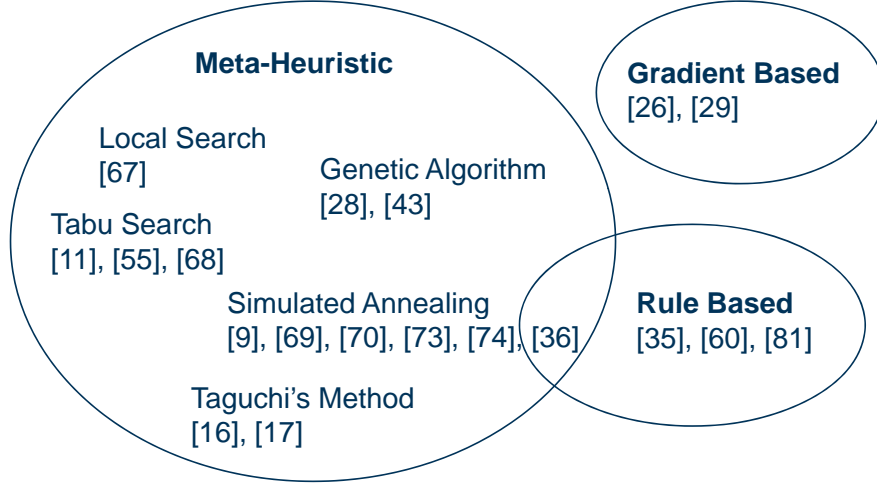 Meta-Heuristic
Gradient Based
[26], [29]
Local Search
[67]
Genetic Algorithm
[28], [43]
Tabu Search
[11], [55], [68]
Simulated Annealing
[9], [69], [70], [73], [74], [36]
Rule Based
[35], [60], [81]
Taguchi’s Method
[16], [17]